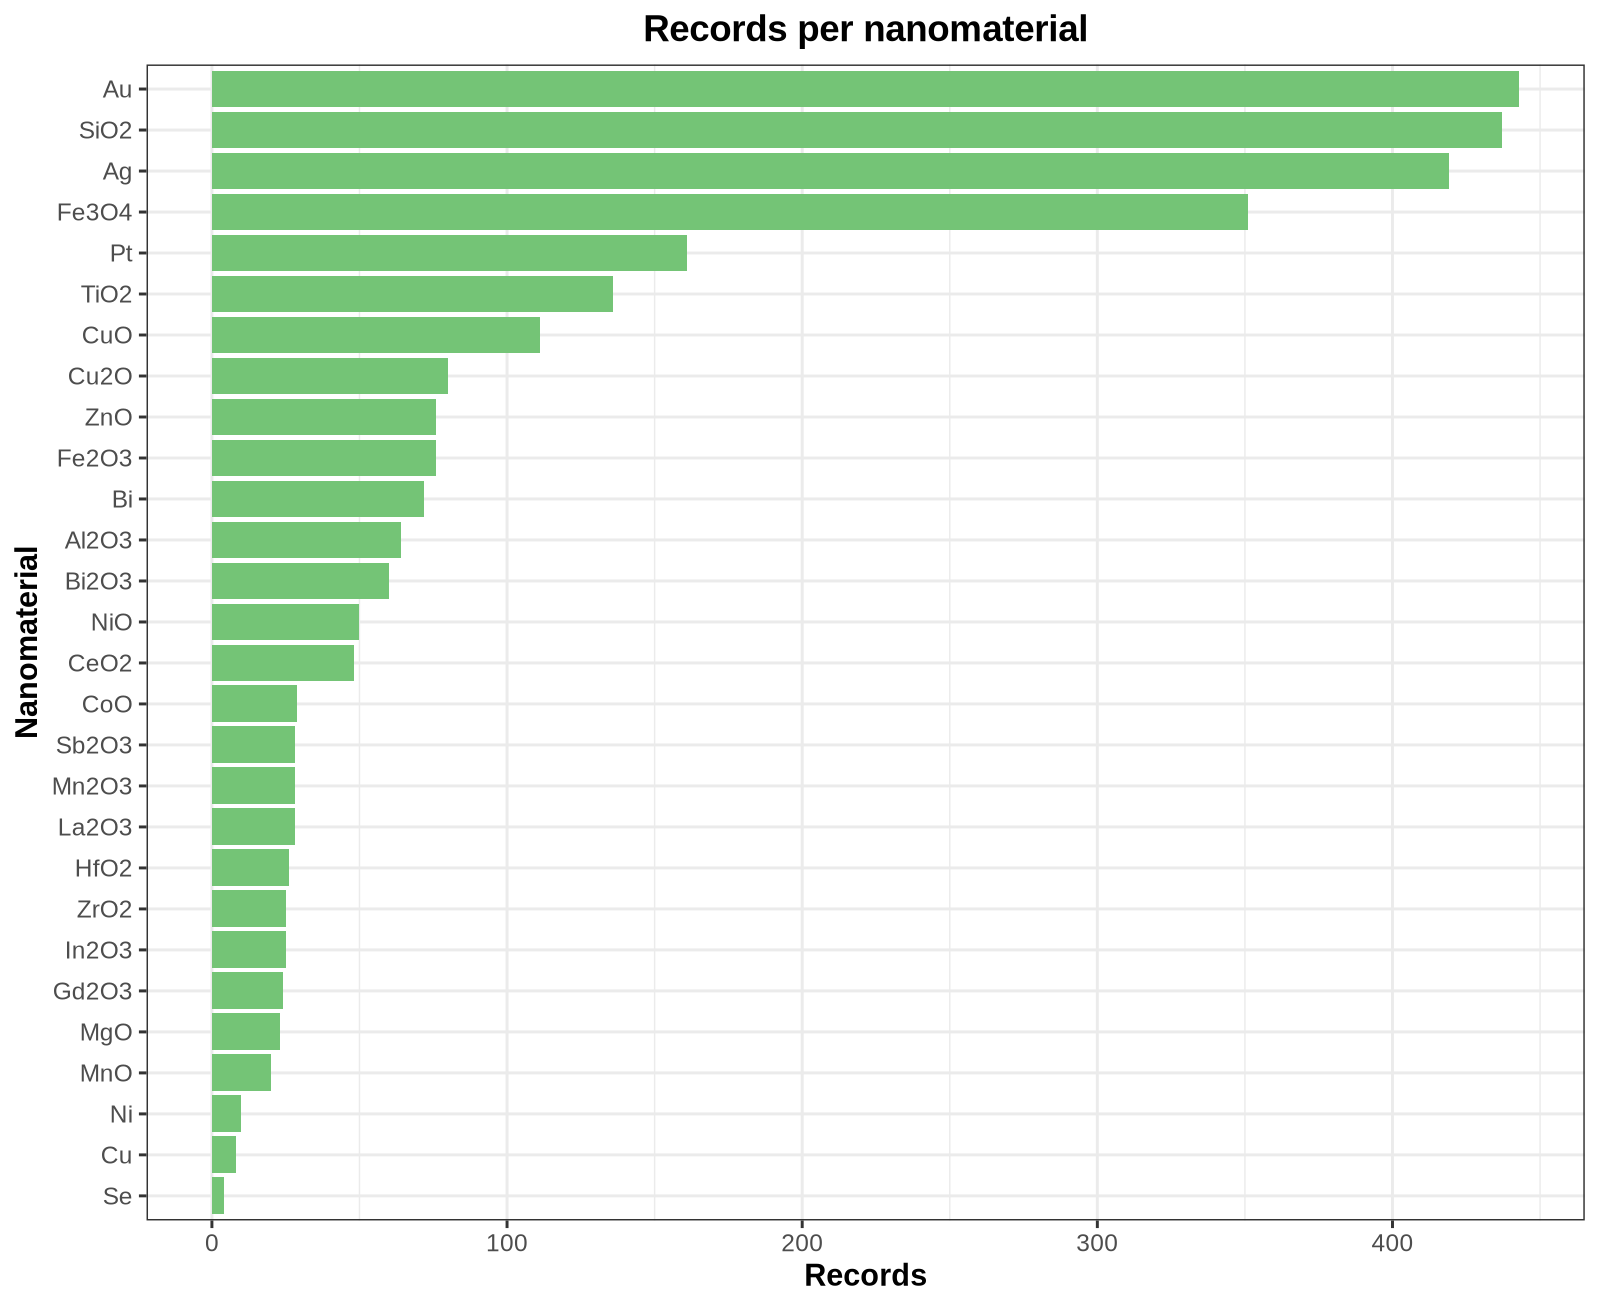 Records per nanomaterial
Nanomaterial
Au
SiO2
Ag
Fe3O4
Pt
TiO2
CuO
Cu2O
ZnO
Fe2O3
Bi
Al2O3
Bi2O3
NiO
CeO2
CoO
Sb2O3
Mn2O3
La2O3
HfO2
ZrO2
In2O3
Gd2O3
MgO
MnO
Ni
Cu
Se
0 100 200 300 400
Records